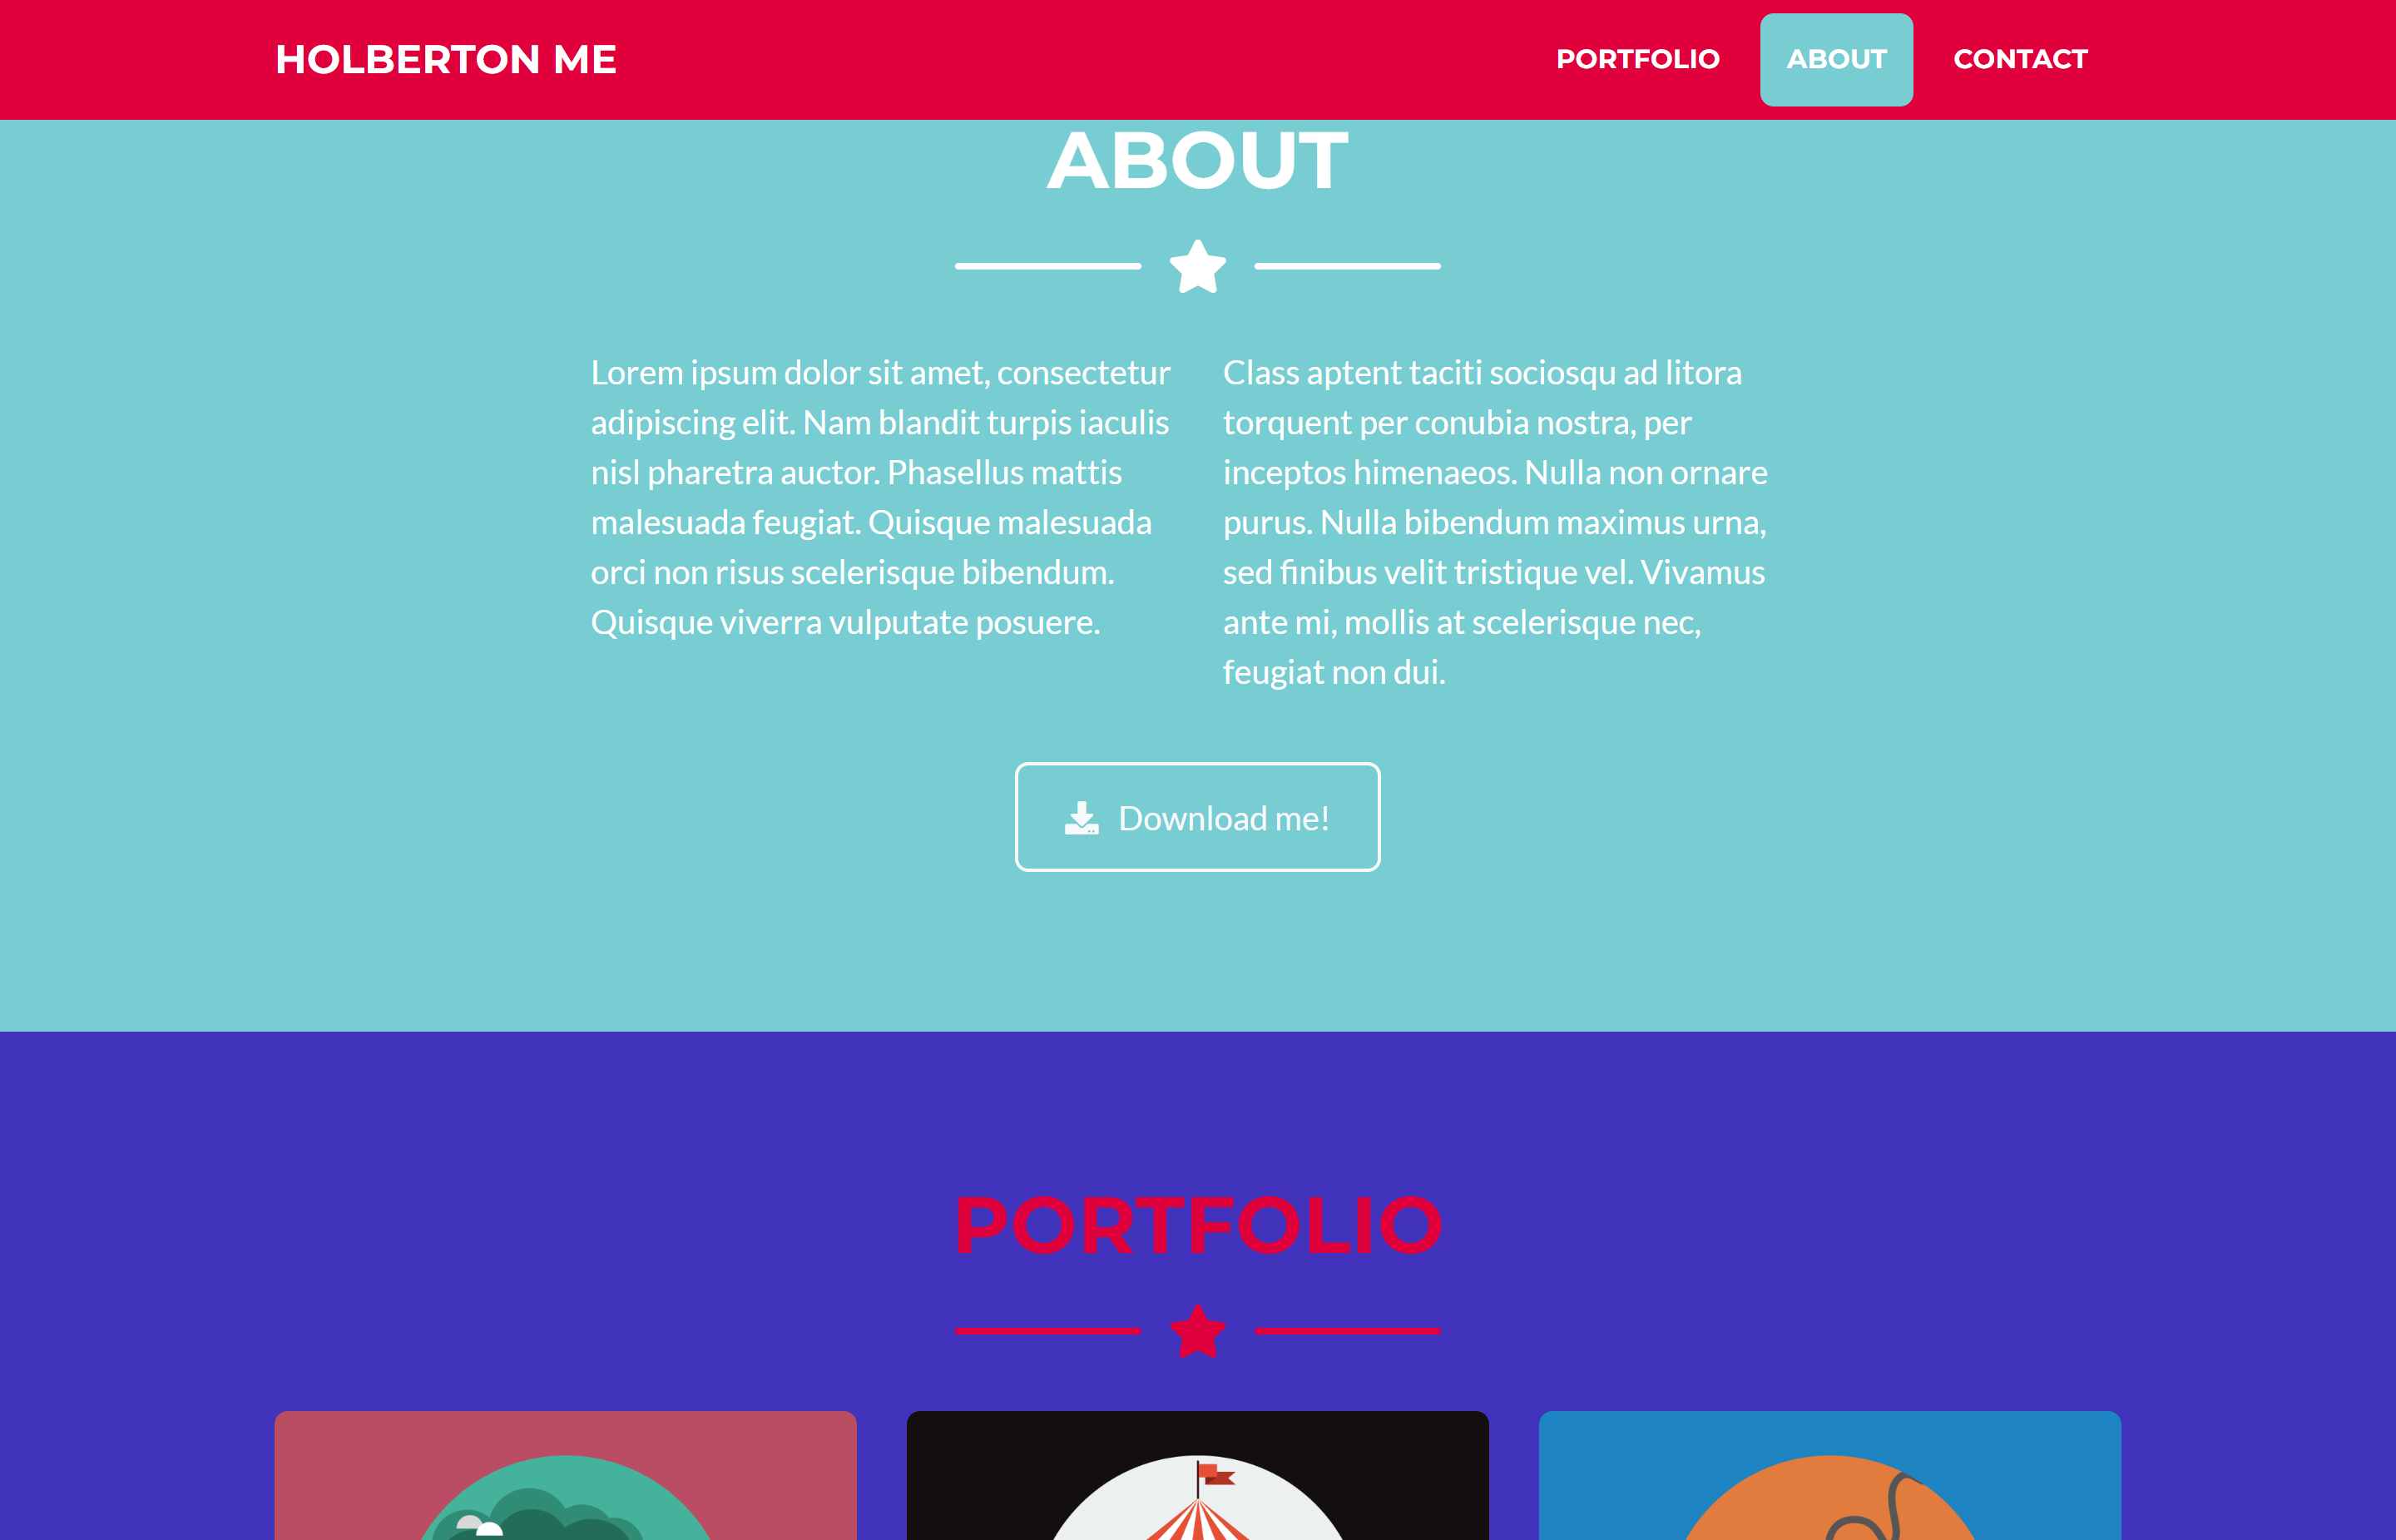 HOLBERTON ME
PORTFOLIO
ABOUT
CONTACT
ABOUT
Lorem ipsum dolor sit amet, consectetur
adipiscing elit. Nam blandit turpis iaculis
nisl pharetra auctor. Phasellus mattis
malesuada feugiat. Quisque malesuada
orci non risus scelerisque bibendum.
Quisque viverra vulputate posuere.
Class aptent taciti sociosqu ad litora
torquent per conubia nostra, per
inceptos himenaeos. Nulla non ornare
purus. Nulla bibendum maximus urna,
sed finibus velit tristique vel. Vivamus
ante mi, mollis at scelerisque nec,
feugiat non dui.
Download me!
PORTFOLIO